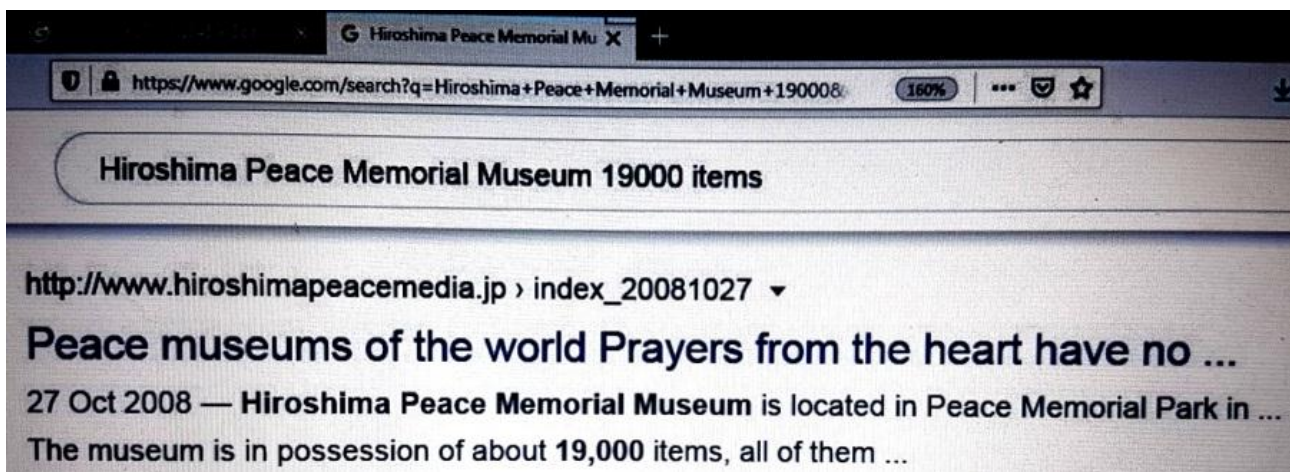 Hiroshima Peace Memorial Mu
https://www.google.com/search?q=Hiroshima+Peace+Memorial+Museum+19000&
160%
Hiroshima Peace Memorial Museum 19000 items
http://www.hiroshimapeacemedia.jp › index_20081027
Peace museums of the world Prayers from the heart have no ...
27 Oct 2008 — Hiroshima Peace Memorial Museum is located in Peace Memorial Park in ...
The museum is in possession of about 19,000 items, all of them ...